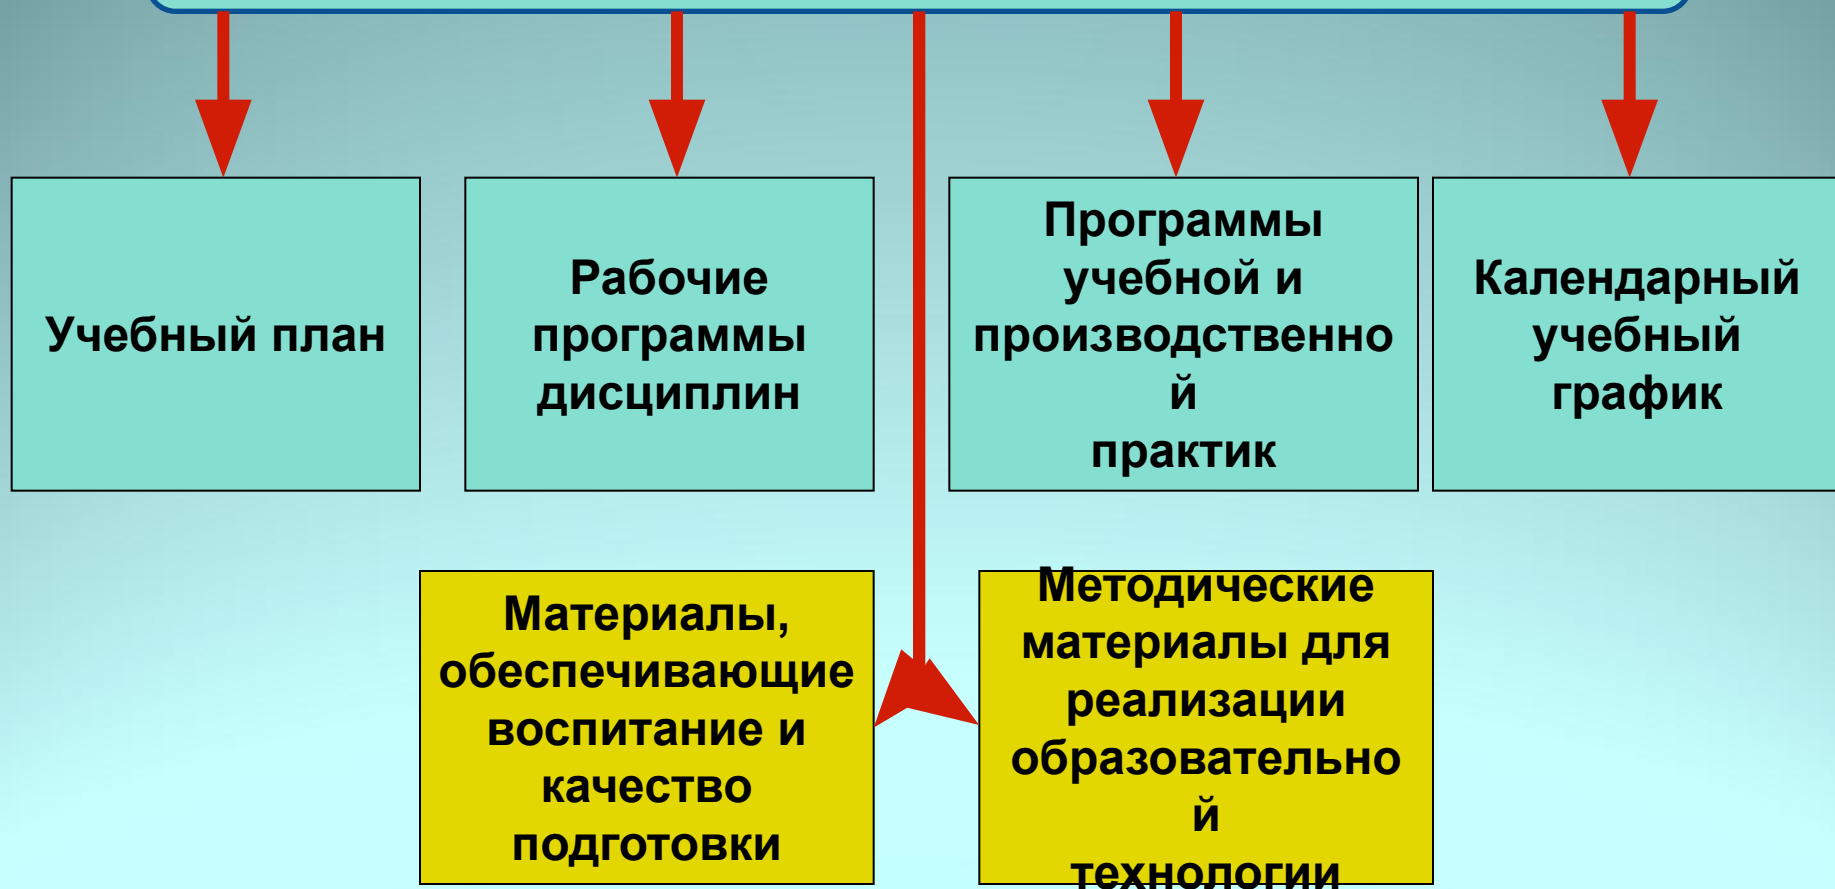 Учебный план
Рабочие
программы
дисциплин
Программы
учебной и
производственно
й
практик
Календарный
учебный
график
Материалы,
обеспечивающие
воспитание и
качество
подготовки
Методические
материалы для
реализации
образовательно
й
технологии